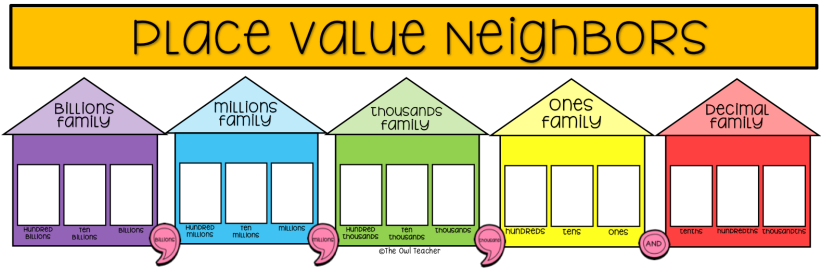 Place Value Neighbors
Billions
Family
Millions
Family
Thousands
Family
Ones
Family
Decimal
Family
Hundred
Billions
Ten
Billions
Billions
Hundred
Millions
Ten
Millions
Millions
Hundred
Thousands
Ten
Thousands
Thousands
Hundreds
Tens
Ones
Tenths
Hundredths
Thousandths
Billions
Millions
Thousands
AND
©The Owl Teacher